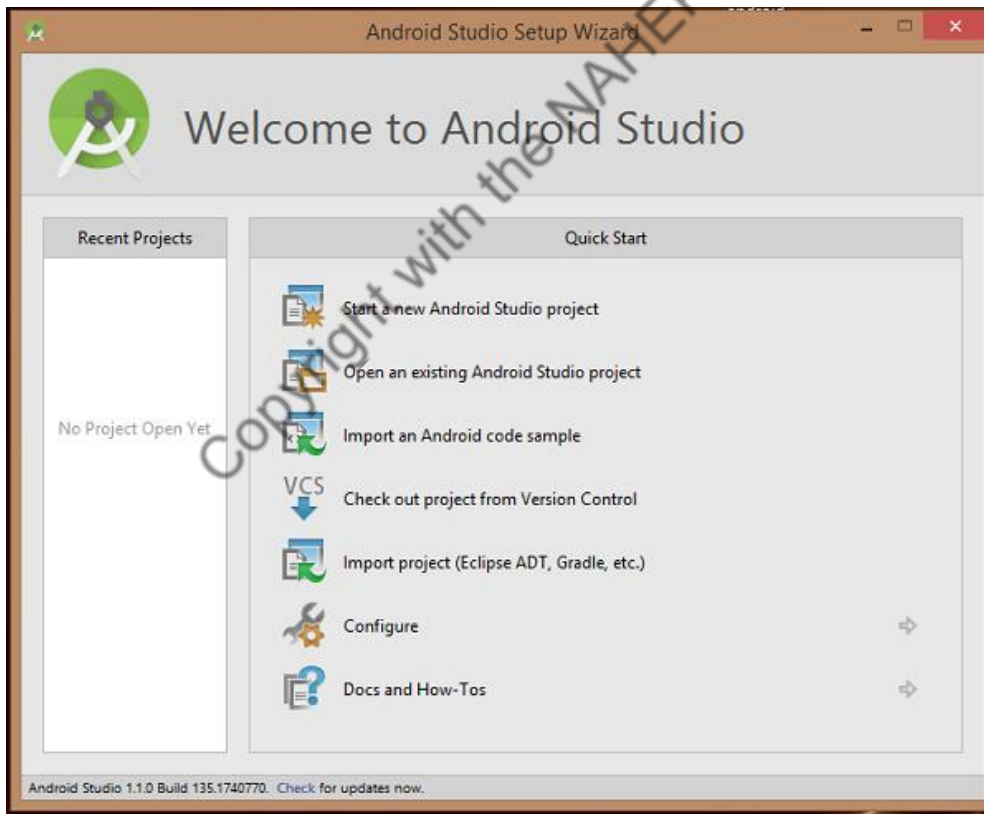 Android Studio Setup Wizard
Welcome to Android Studio
Recent Projects
No Project Open Yet
Quick Start
Start a new Android Studio project
Open an existing Android Studio project
Import an Android code sample
VCS
Check out project from Version Control
Import project (Eclipse ADT, Gradle, etc.)
Configure
Docs and How-Tos
Android Studio 1.1.0 Build 135.1740770. Check for updates now.
Copyright with the